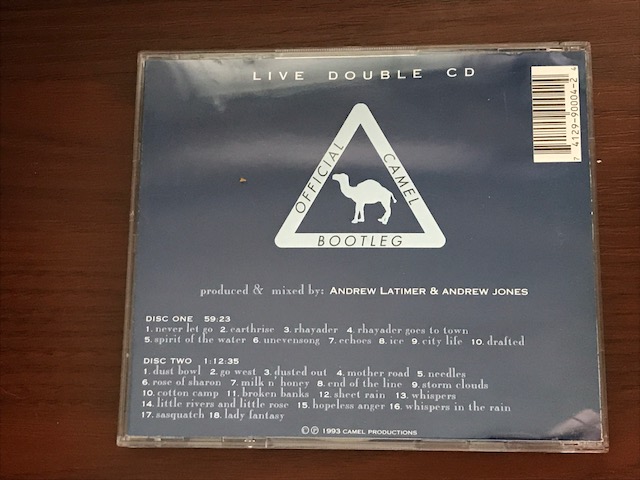 LIVE DOUBLE CD
OFFICIAL CAMEL BOOTLEG
7 4129-90004-2 4
produced & mixed by: ANDREW LATIMER & ANDREW JONES
DISC ONE 59:23
1. never let go 2. earthrise 3. rhayader 4. rhayader goes to town
5. spirit of the water 6. unevensong 7. echoes 8. ice 9. city life 10. drafted
DISC TWO 1:12:35
1. dust bowl 2. go west 3. dusted out 4. mother road 5. needles
6. rose of sharon 7. milk n' honey 8. end of the line 9. storm clouds
10. cotton camp 11. broken banks 12. sheet rain 13. whispers
14. little rivers and little rose 15. hopeless anger 16. whispers in the rain
17. sasquatch 18. lady fantasy
© ℗ 1993 CAMEL PRODUCTIONS